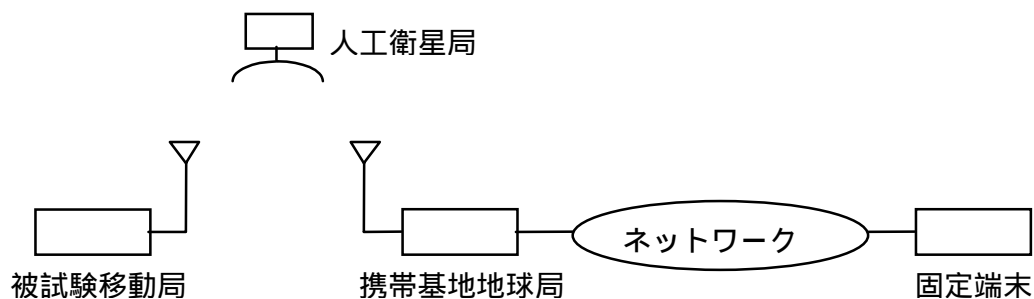 人工衛星局
ネットワーク
被試験移動局
携帯基地地球局
固定端末